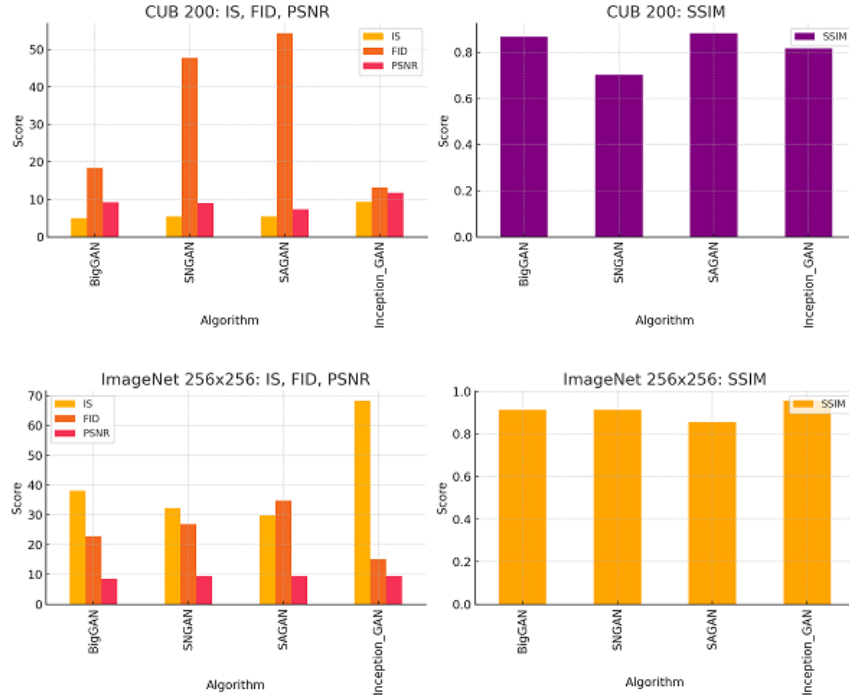 CUB 200: IS, FID, PSNR
50
40
30
20
10
0
Score
IS
FID
PSNR
BigGAN
SNGAN
SAGAN
Inception_GAN
Algorithm
CUB 200: SSIM
0.8
0.6
0.4
0.2
0.0
Score
SSIM
BigGAN
SNGAN
SAGAN
Inception_GAN
Algorithm
ImageNet 256x256: IS, FID, PSNR
70
60
50
40
30
20
10
0
Score
IS
FID
PSNR
BigGAN
SNGAN
SAGAN
Inception_GAN
Algorithm
ImageNet 256x256: SSIM
1.0
0.8
0.6
0.4
0.2
0.0
Score
SSIM
BigGAN
SNGAN
SAGAN
Inception_GAN
Algorithm